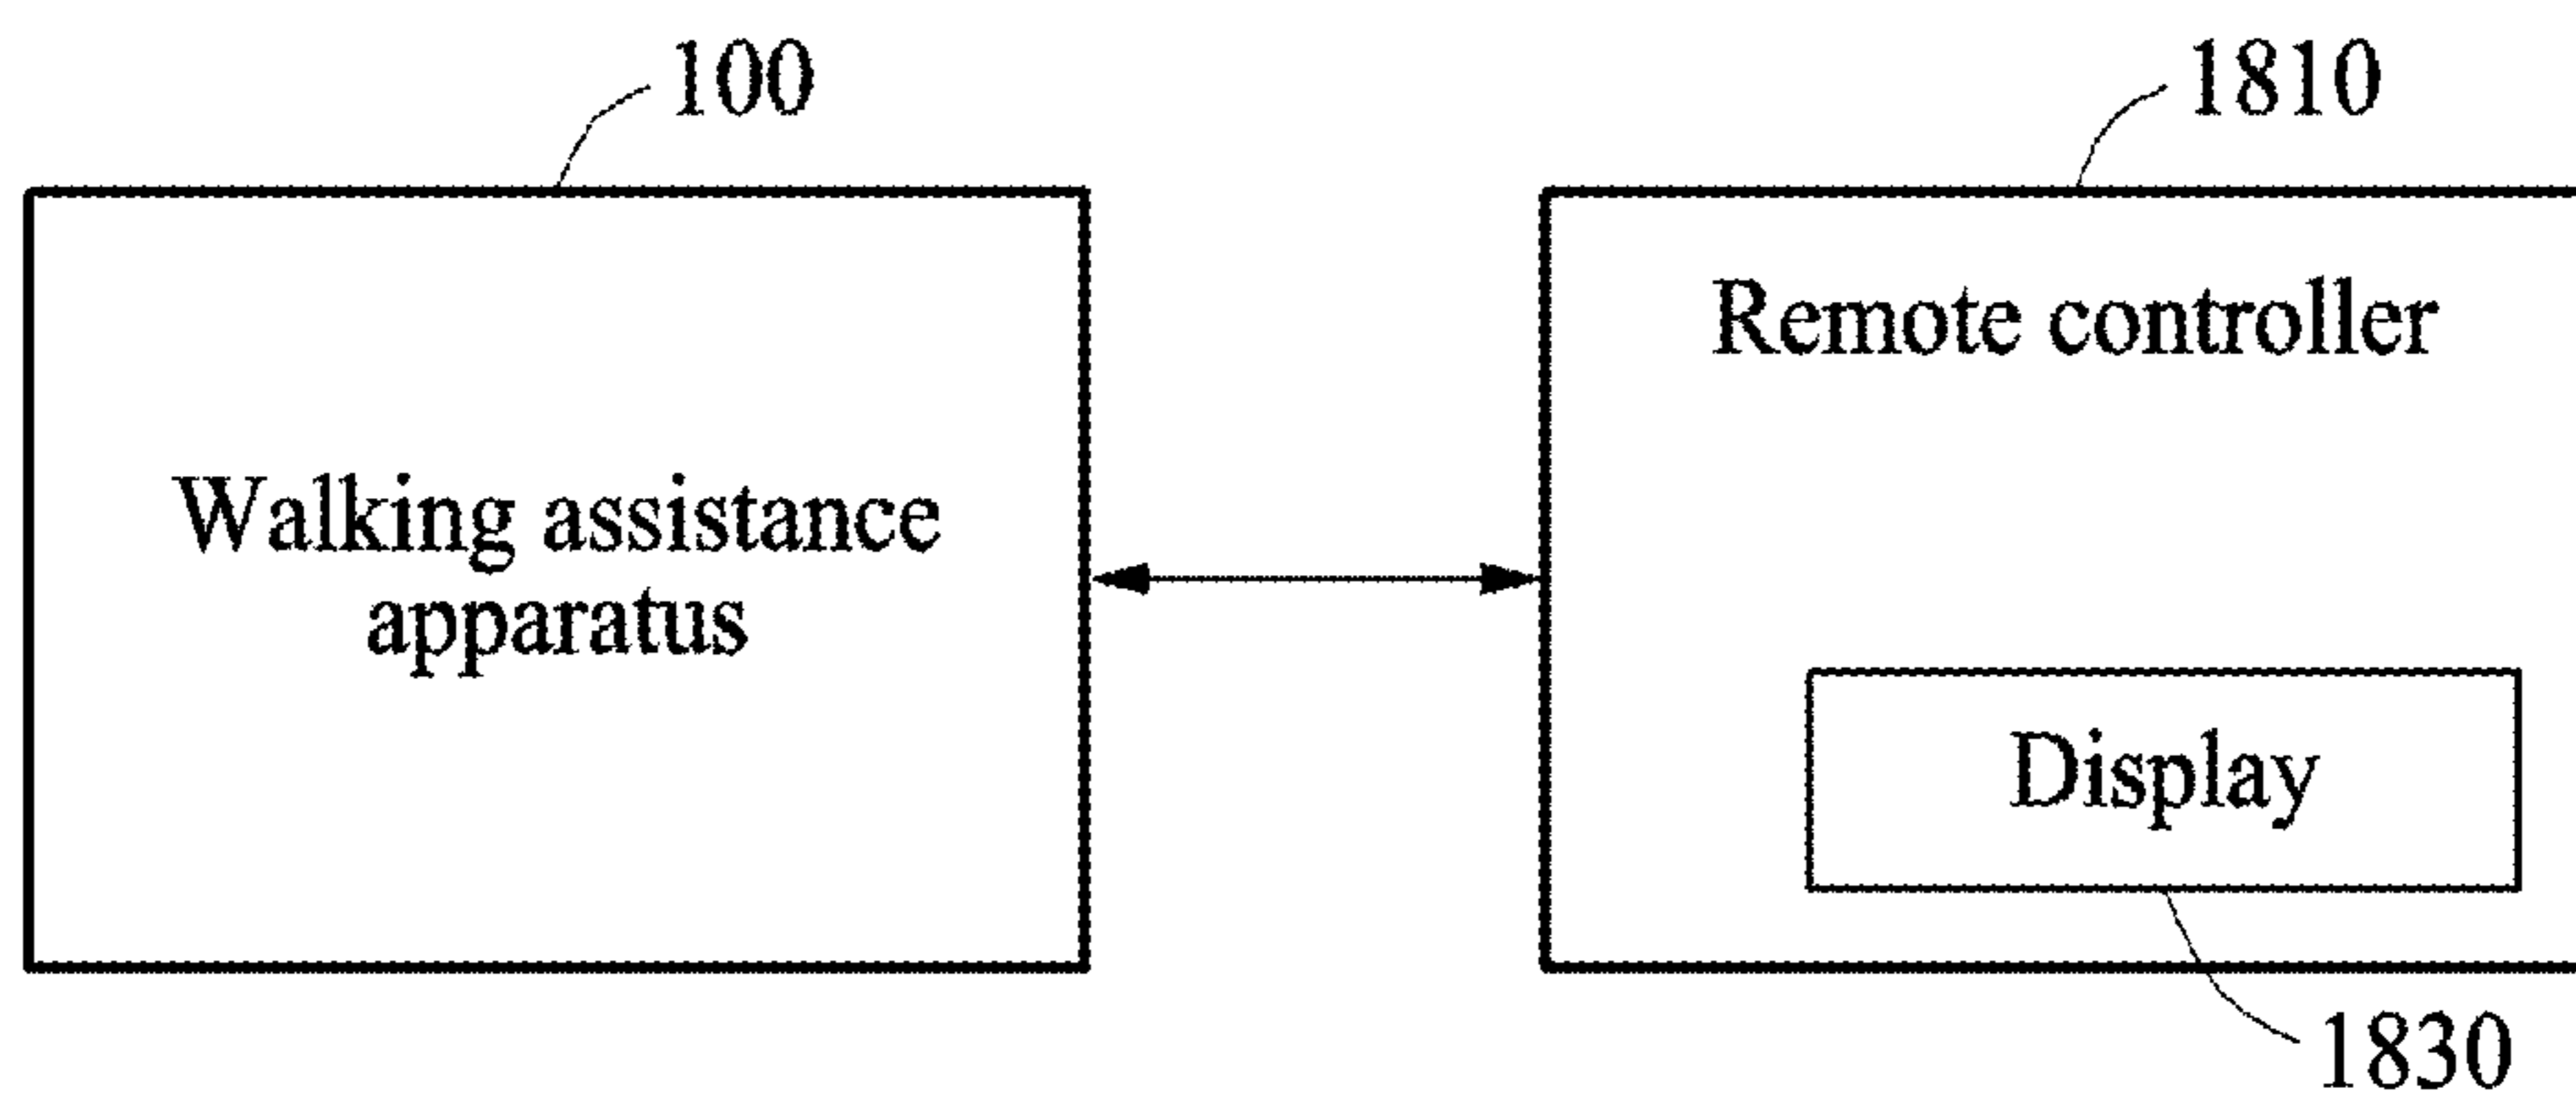 100
1810
Walking assistance
apparatus
Remote controller
Display
1830